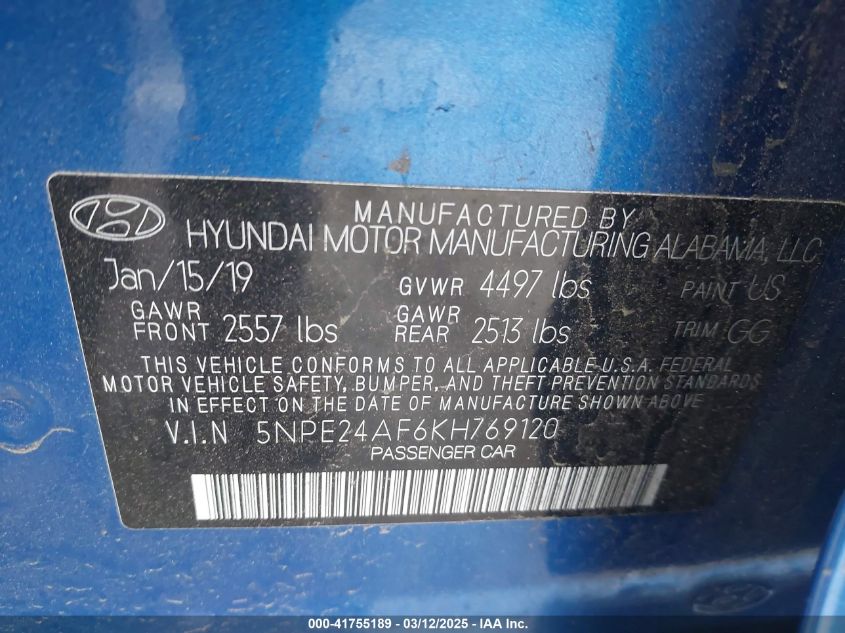 MANUFACTURED BY
HYUNDAI MOTOR MANUFACTURING ALABAMA, LLC
Jan/15/19 GVWR 4497 lbs PAINT US
GAWR FRONT 2557 lbs GAWR REAR 2513 lbs TRIM GG
THIS VEHICLE CONFORMS TO ALL APPLICABLE U.S.A. FEDERAL
MOTOR VEHICLE SAFETY, BUMPER, AND THEFT PREVENTION STANDARDS
IN EFFECT ON THE DATE OF MANUFACTURE SHOWN ABOVE
V.I.N 5NPE24AF6KH769120
PASSENGER CAR
000-41755189 - 03/12/2025 - IAA Inc.